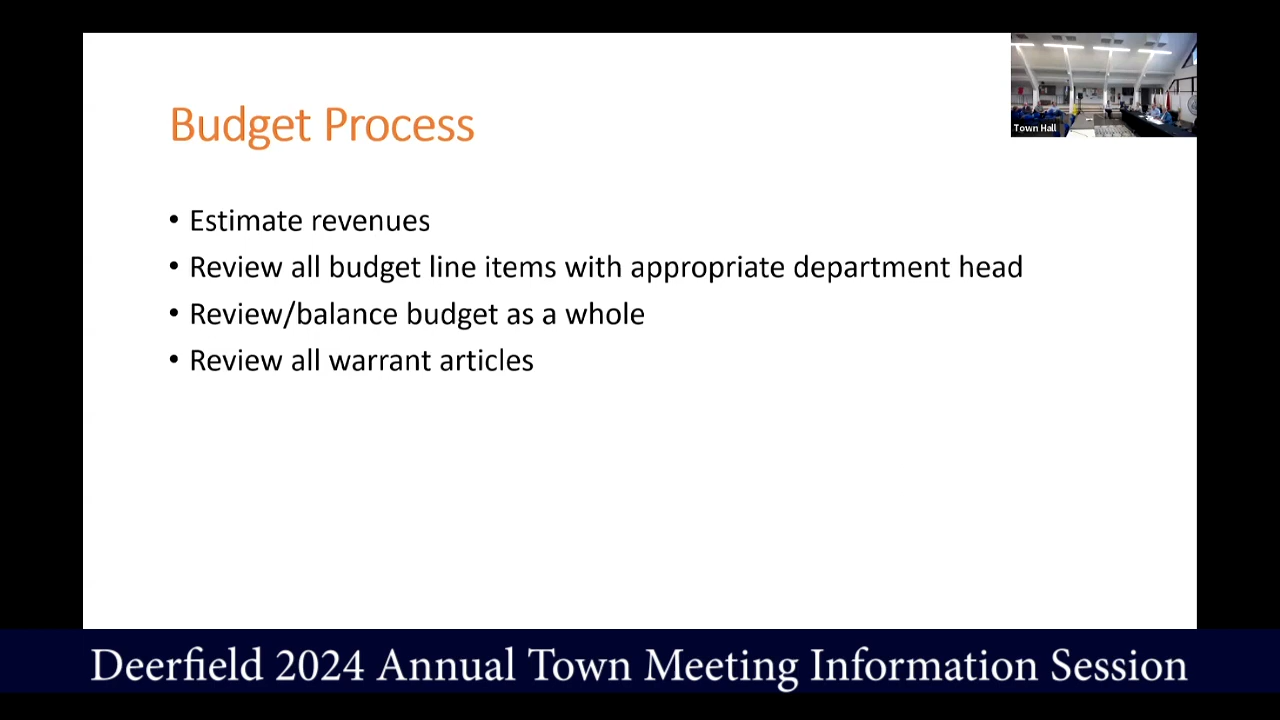 Town Hall
Budget Process
• Estimate revenues
• Review all budget line items with appropriate department head
• Review/balance budget as a whole
• Review all warrant articles
Deerfield 2024 Annual Town Meeting Information Session